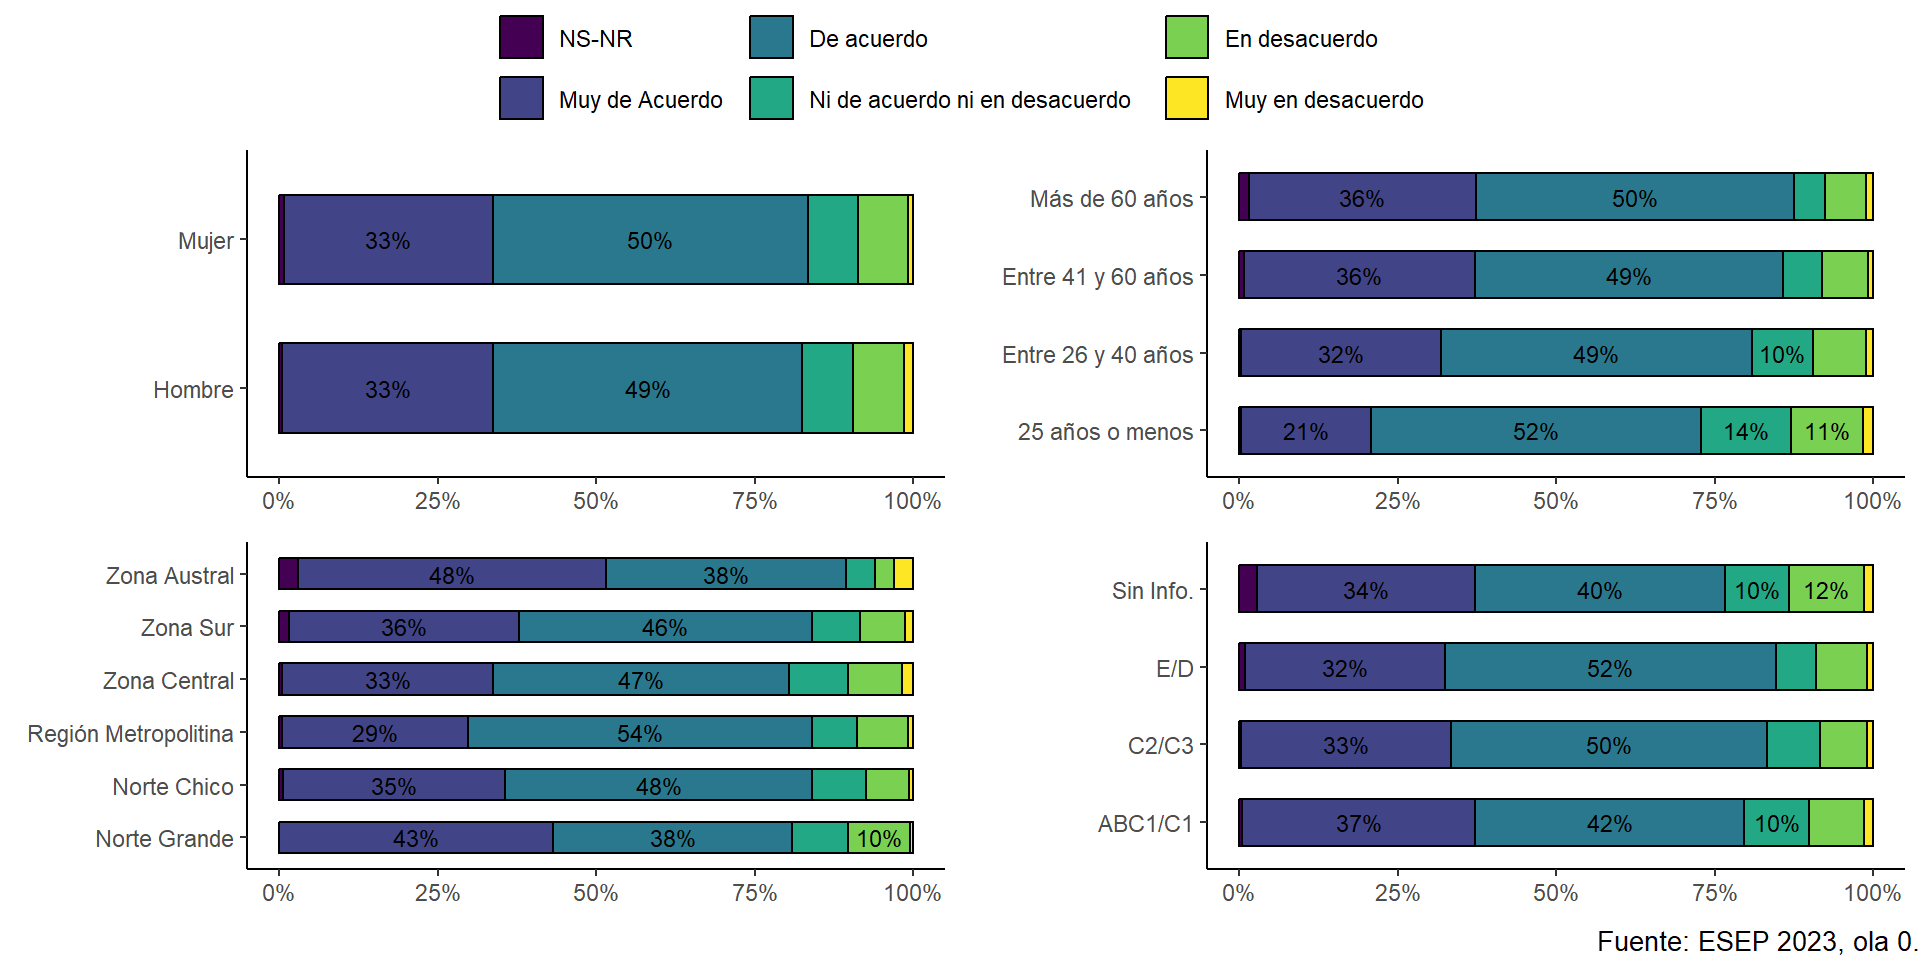 NS-NR De acuerdo En desacuerdo
Muy de Acuerdo Ni de acuerdo ni en desacuerdo Muy en desacuerdo
Mujer 33% 50%
Hombre 33% 49%
0% 25% 50% 75% 100%
Más de 60 años 36% 50%
Entre 41 y 60 años 36% 49%
Entre 26 y 40 años 32% 49% 10%
25 años o menos 21% 52% 14% 11%
0% 25% 50% 75% 100%
Zona Austral 48% 38%
Zona Sur 36% 46%
Zona Central 33% 47%
Región Metropolitina 29% 54%
Norte Chico 35% 48%
Norte Grande 43% 38% 10%
0% 25% 50% 75% 100%
Sin Info. 34% 40% 10% 12%
E/D 32% 52%
C2/C3 33% 50%
ABC1/C1 37% 42% 10%
0% 25% 50% 75% 100%
Fuente: ESEP 2023, ola 0.